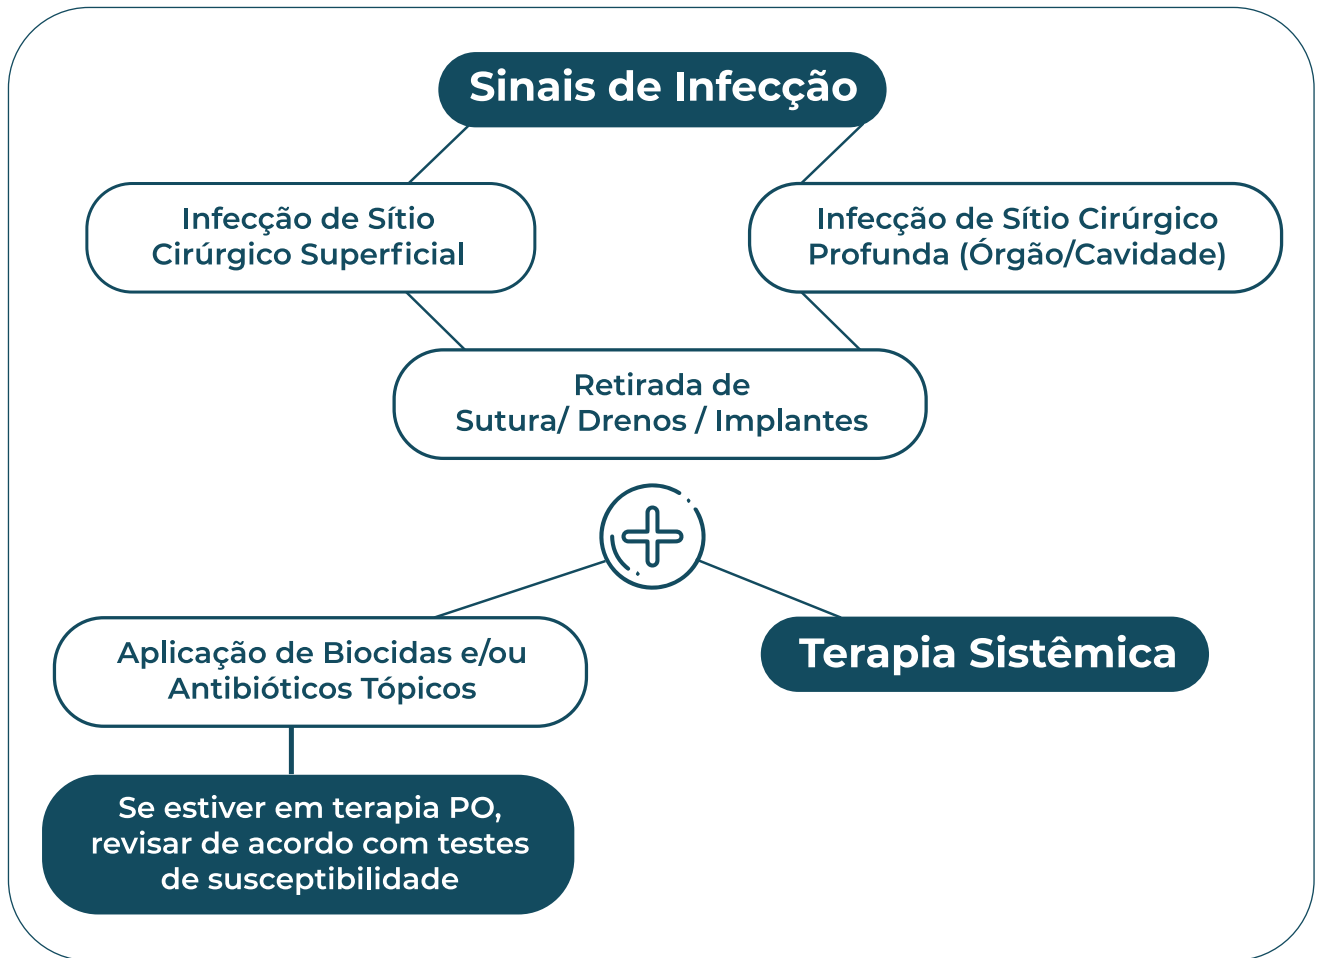 Sinais de Infecção
Infecção de Sítio
Cirúrgico Superficial
Infecção de Sítio Cirúrgico
Profunda (Órgão/Cavidade)
Retirada de
Sutura/ Drenos / Implantes
Aplicação de Biocidas e/ou
Antibióticos Tópicos
Terapia Sistêmica
Se estiver em terapia PO,
revisar de acordo com testes
de susceptibilidade